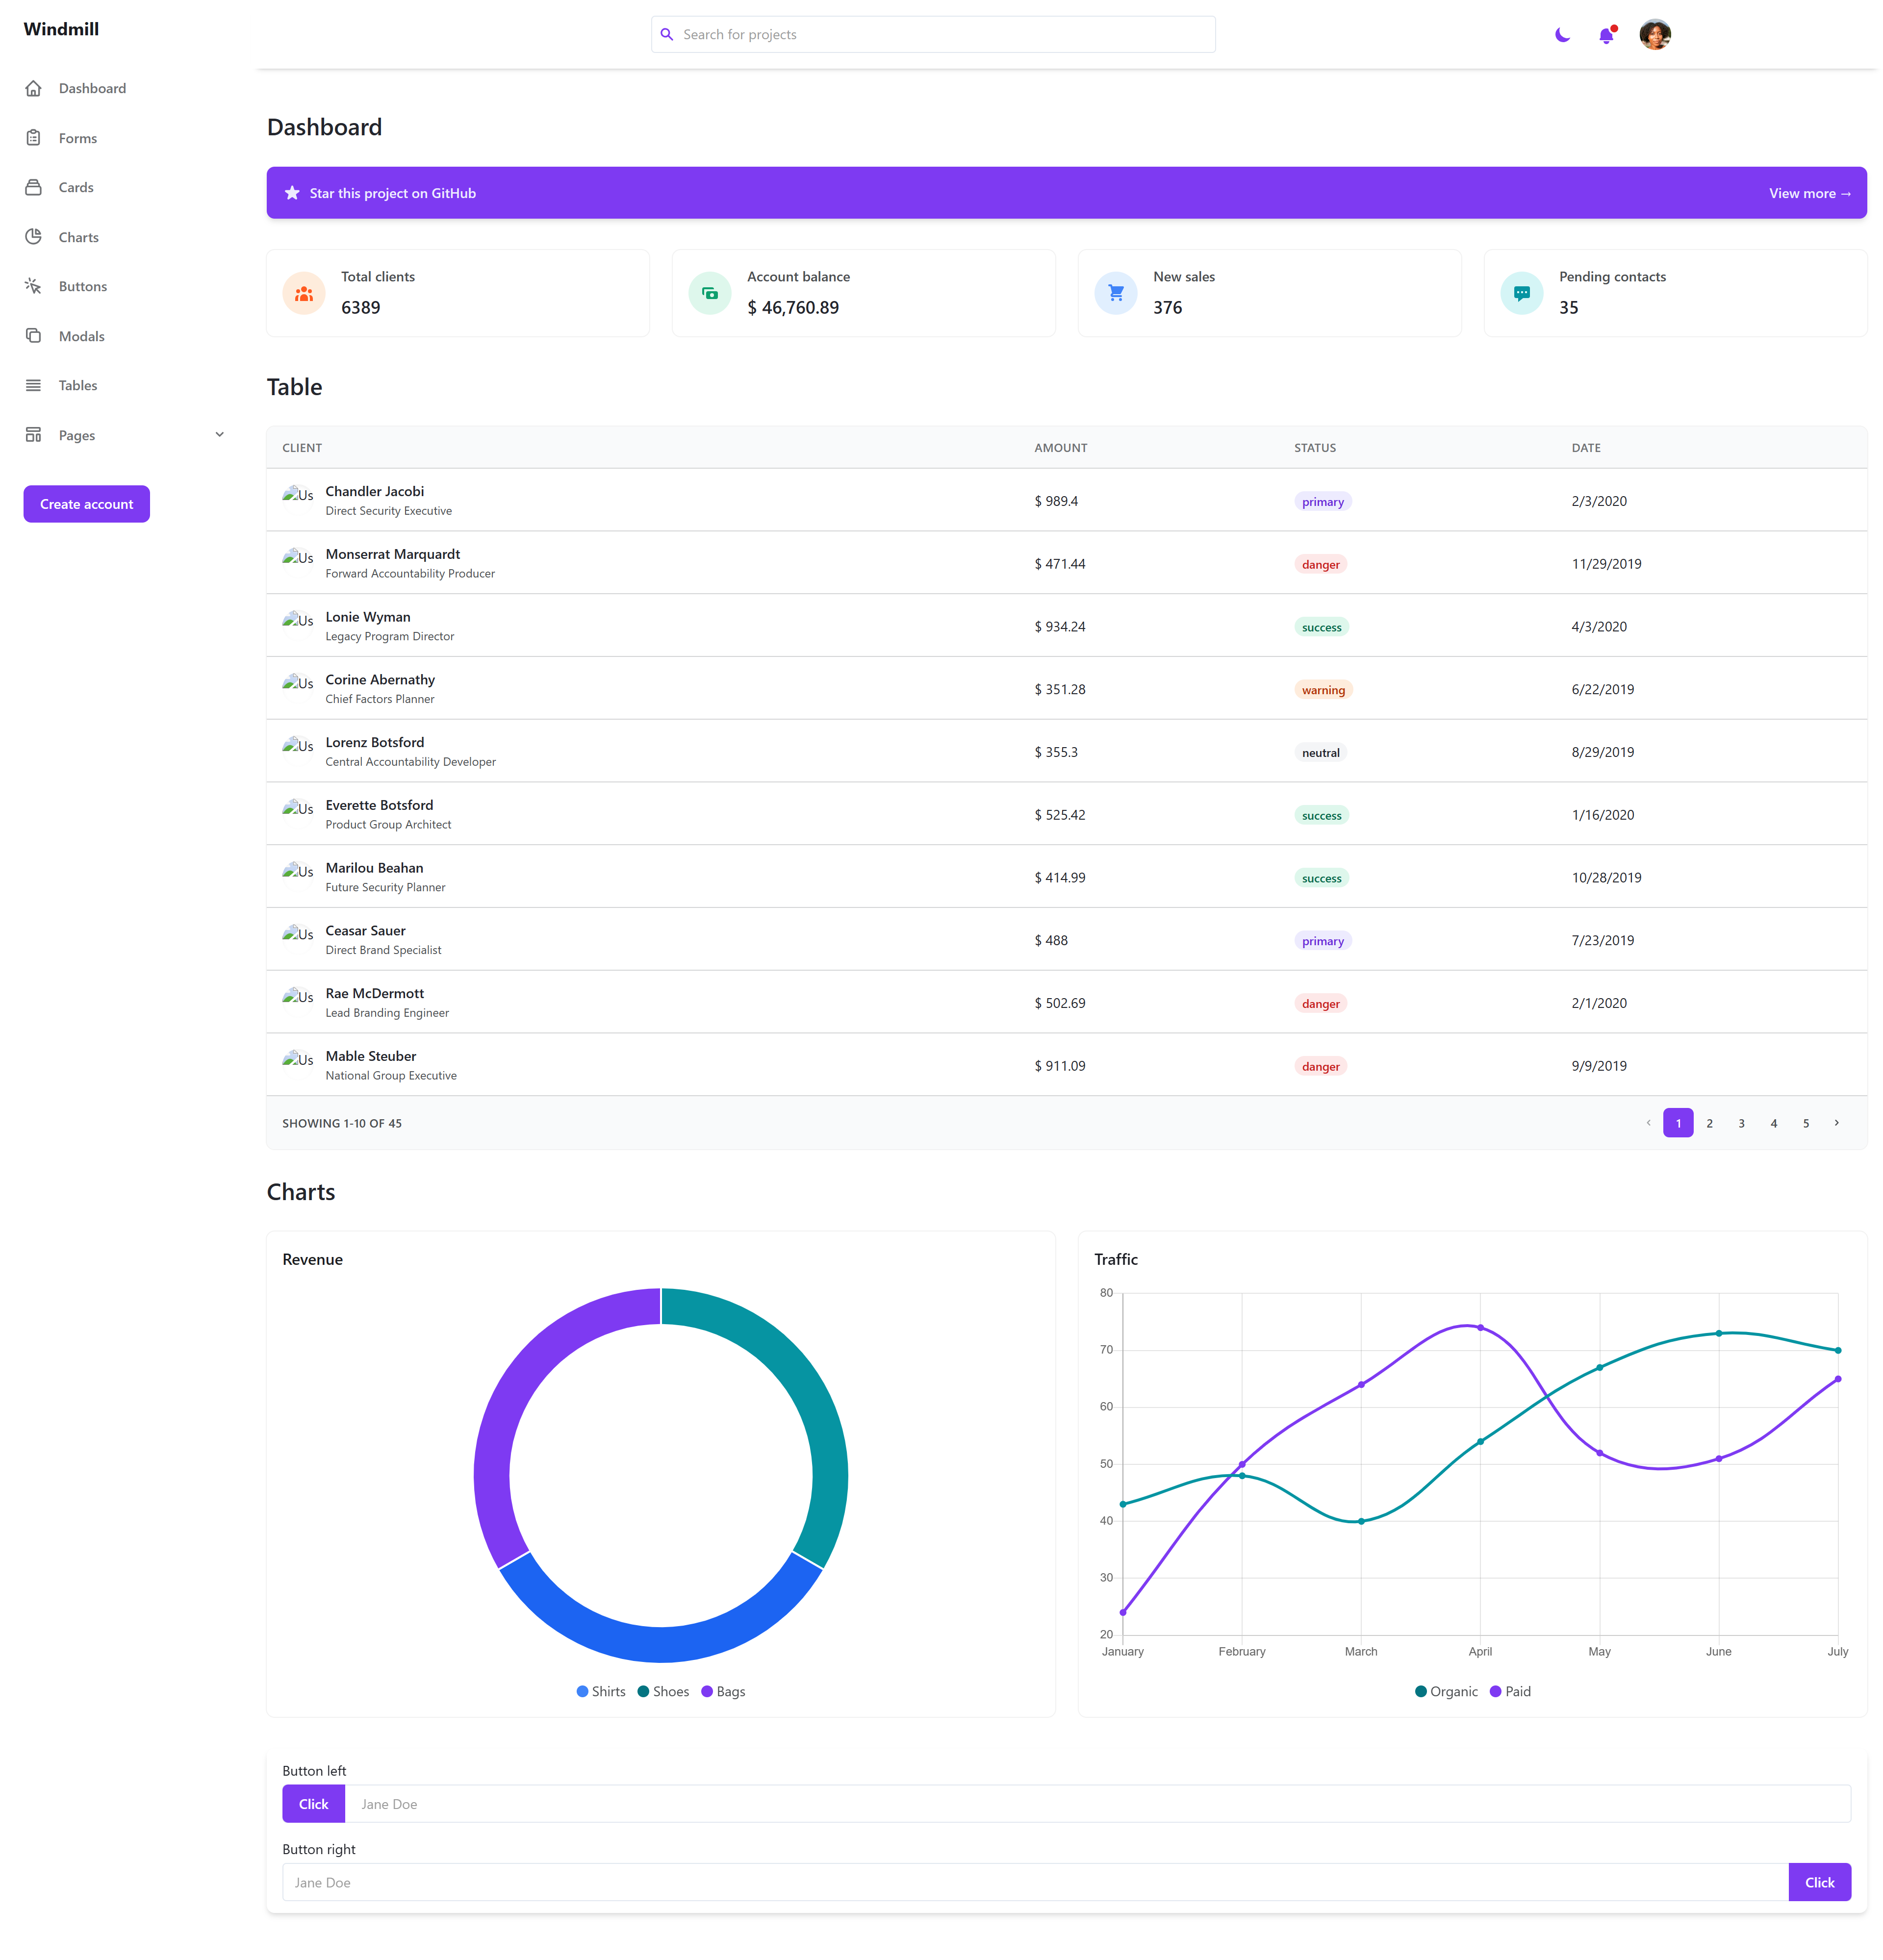 Windmill
Search for projects
Dashboard
Forms
Cards
Charts
Buttons
Modals
Tables
Pages
Create account
Dashboard
Star this project on GitHub
View more →
Total clients
6389
Account balance
$ 46,760.89
New sales
376
Pending contacts
35
Table
CLIENT AMOUNT STATUS DATE
Us
Chandler Jacobi
Direct Security Executive
$ 989.4 primary 2/3/2020
Us
Monserrat Marquardt
Forward Accountability Producer
$ 471.44 danger 11/29/2019
Us
Lonie Wyman
Legacy Program Director
$ 934.24 success 4/3/2020
Us
Corine Abernathy
Chief Factors Planner
$ 351.28 warning 6/22/2019
Us
Lorenz Botsford
Central Accountability Developer
$ 355.3 neutral 8/29/2019
Us
Everette Botsford
Product Group Architect
$ 525.42 success 1/16/2020
Us
Marilou Beahan
Future Security Planner
$ 414.99 success 10/28/2019
Us
Ceasar Sauer
Direct Brand Specialist
$ 488 primary 7/23/2019
Us
Rae McDermott
Lead Branding Engineer
$ 502.69 danger 2/1/2020
Us
Mable Steuber
National Group Executive
$ 911.09 danger 9/9/2019
SHOWING 1-10 OF 45
1 2 3 4 5
Charts
Revenue
Shirts Shoes Bags
Traffic
80
70
60
50
40
30
20
January February March April May June July
Organic Paid
Button left
Click Jane Doe
Button right
Jane Doe Click